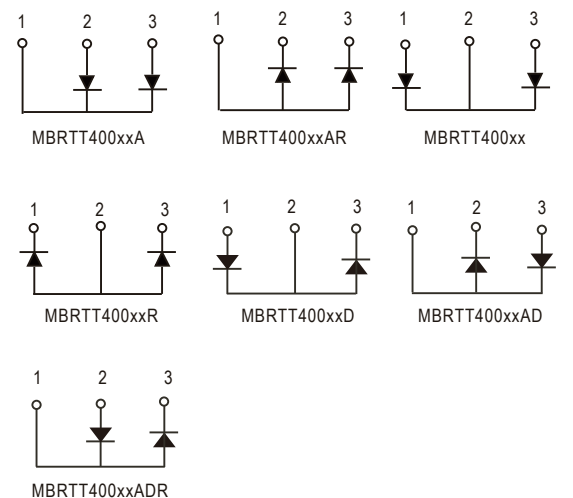 1 2 3 1 2 3 1 2 3
MBRTT400xxA MBRTT400xxAR MBRTT400xx
1 2 3 1 2 3 1 2 3
MBRTT400xxR MBRTT400xxD MBRTT400xxAD
1 2 3
MBRTT400xxADR